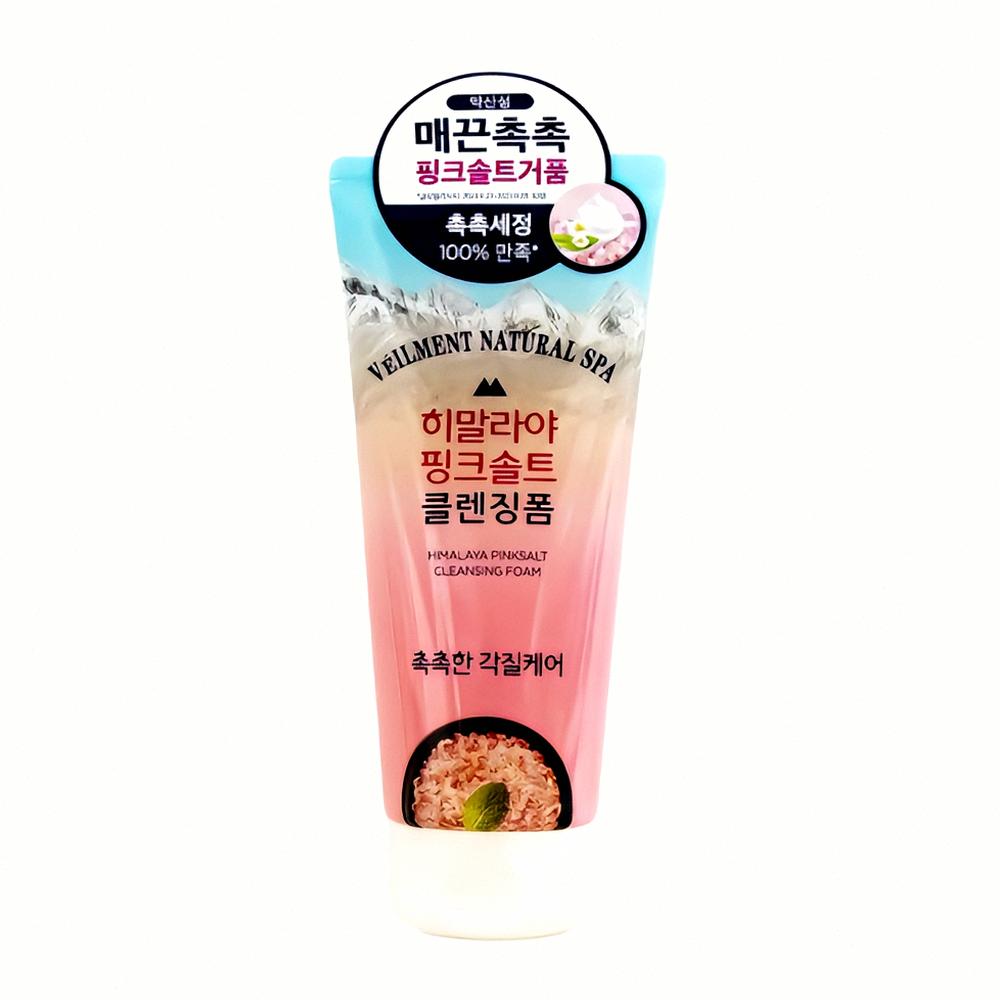 약산성
매끈촉촉
핑크솔트거품
촉촉세정
100% 만족*
VEILMENT NATURAL SPA
히말라야
핑크솔트
클렌징폼
HIMALAYA PINKSALT
CLEANSING FOAM
촉촉한 각질케어